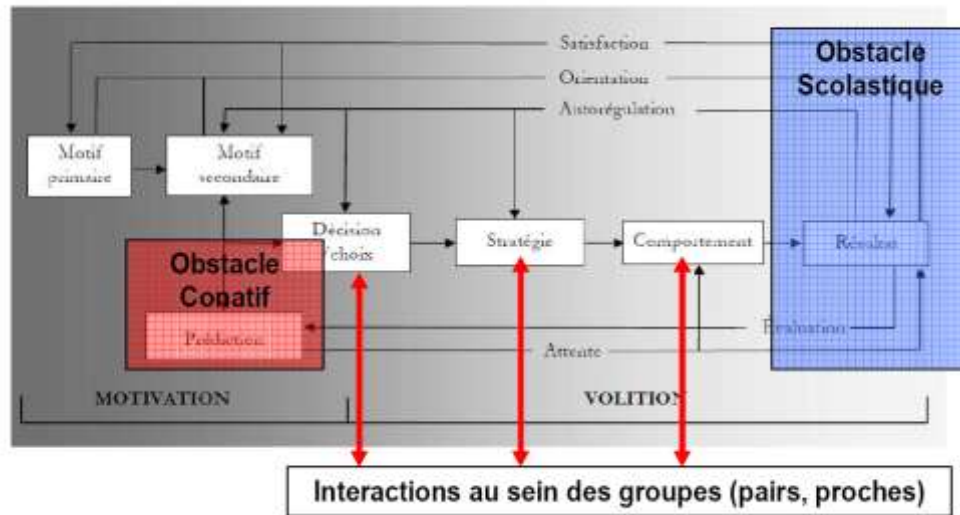 Satisfaction
Orientation
Autorégulation
Obstacle
Scolastique
Motif
primaire
Motif
secondaire
Décision
/choix
Stratégie
Comportement
Résultat
Obstacle
Conatif
Prédiction
Evaluation
Attente
MOTIVATION
VOLITION
Interactions au sein des groupes (pairs, proches)